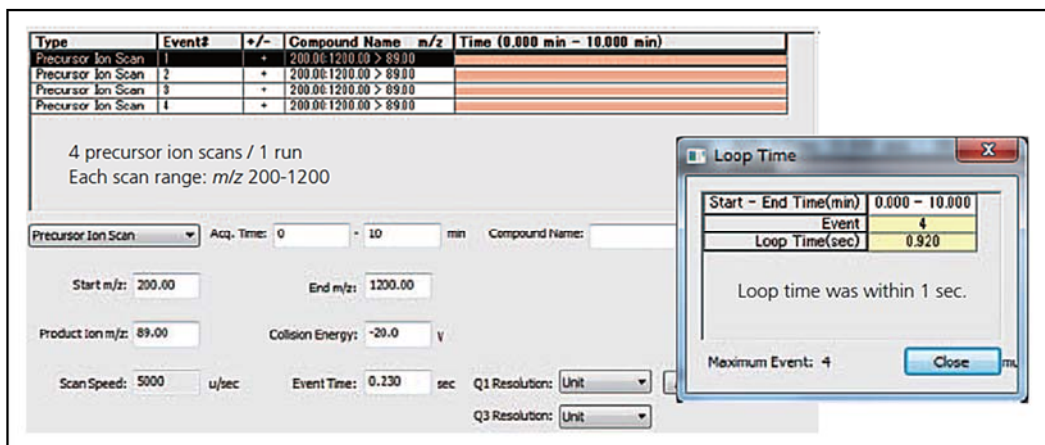 Type Event# +/- Compound Name m/z Time (0.000 min - 10.000 min)
Precursor Ion Scan 1 + 200.00:1200.00 > 89.00
Precursor Ion Scan 2 + 200.00:1200.00 > 89.00
Precursor Ion Scan 3 + 200.00:1200.00 > 89.00
Precursor Ion Scan 4 + 200.00:1200.00 > 89.00
4 precursor ion scans / 1 run
Each scan range: m/z 200-1200
Precursor Ion Scan Acq. Time: 0 - 10 min Compound Name:
Start m/z: 200.00 End m/z: 1200.00
Product Ion m/z: 89.00 Collision Energy: -20.0 V
Scan Speed: 5000 u/sec Event Time: 0.230 sec Q1 Resolution: Unit
Q3 Resolution: Unit
Loop Time
Start - End Time(min) 0.000 - 10.000
Event 4
Loop Time(sec) 0.920
Loop time was within 1 sec.
Maximum Event: 4 Close